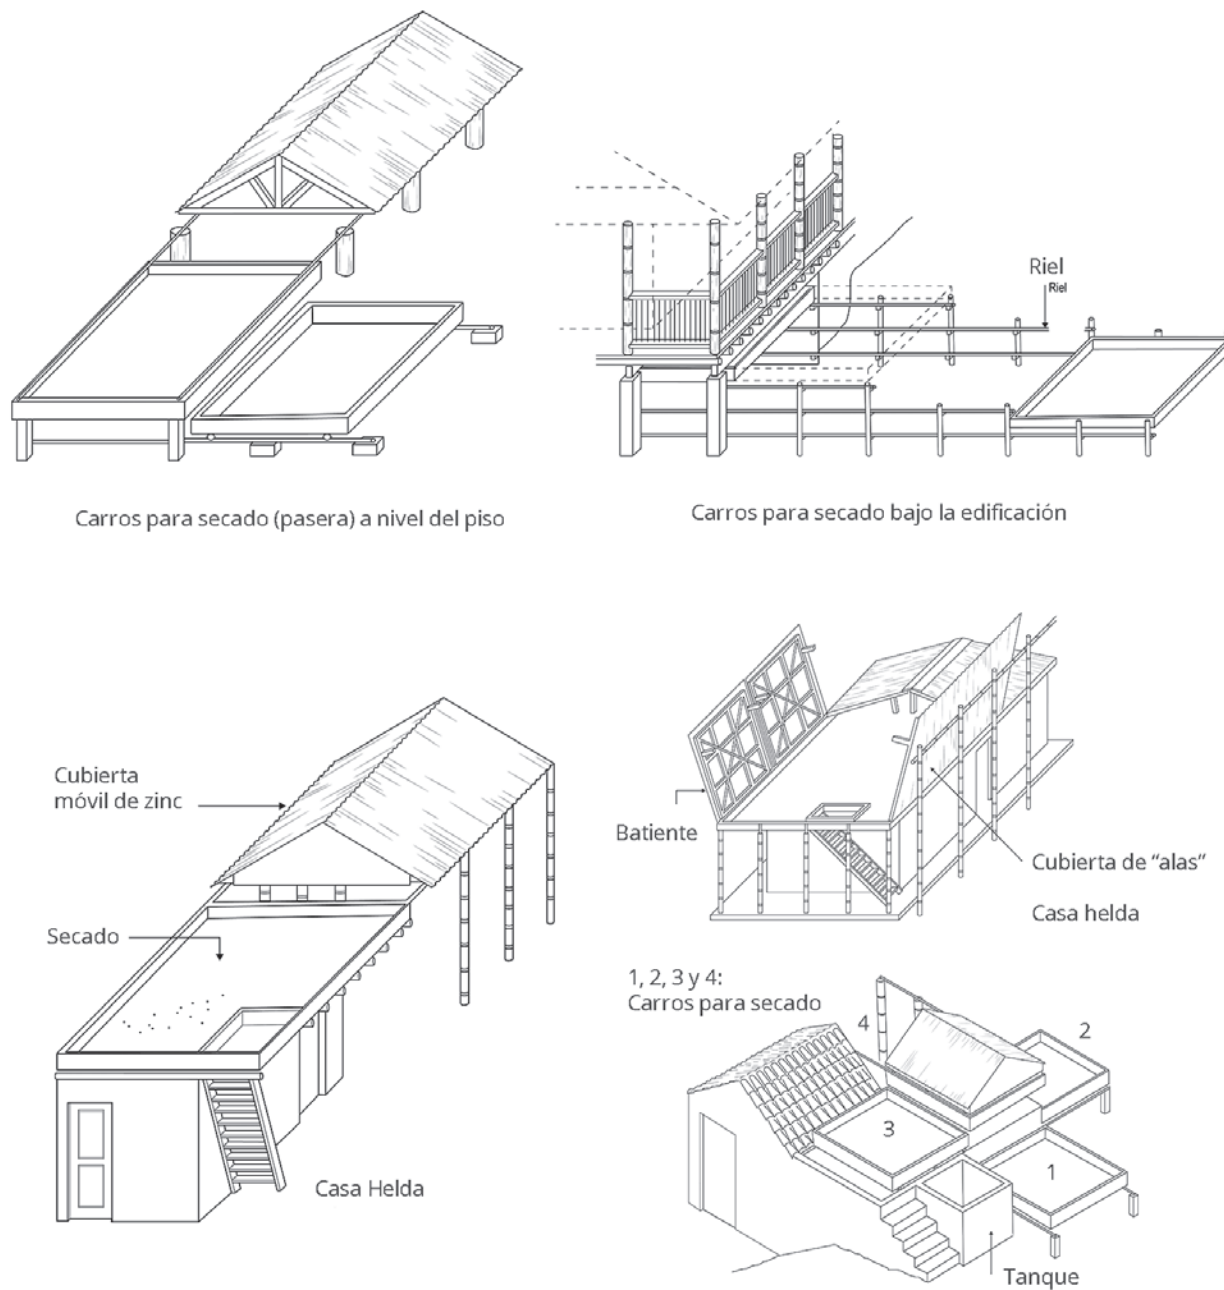 Riel
Riel
Carros para secado (pasera) a nivel del piso
Carros para secado bajo la edificación
Cubierta
móvil de zinc
Secado
Casa Helda
Batiente
Cubierta de “alas”
Casa helda
1, 2, 3 y 4:
Carros para secado
4
2
3
1
Tanque